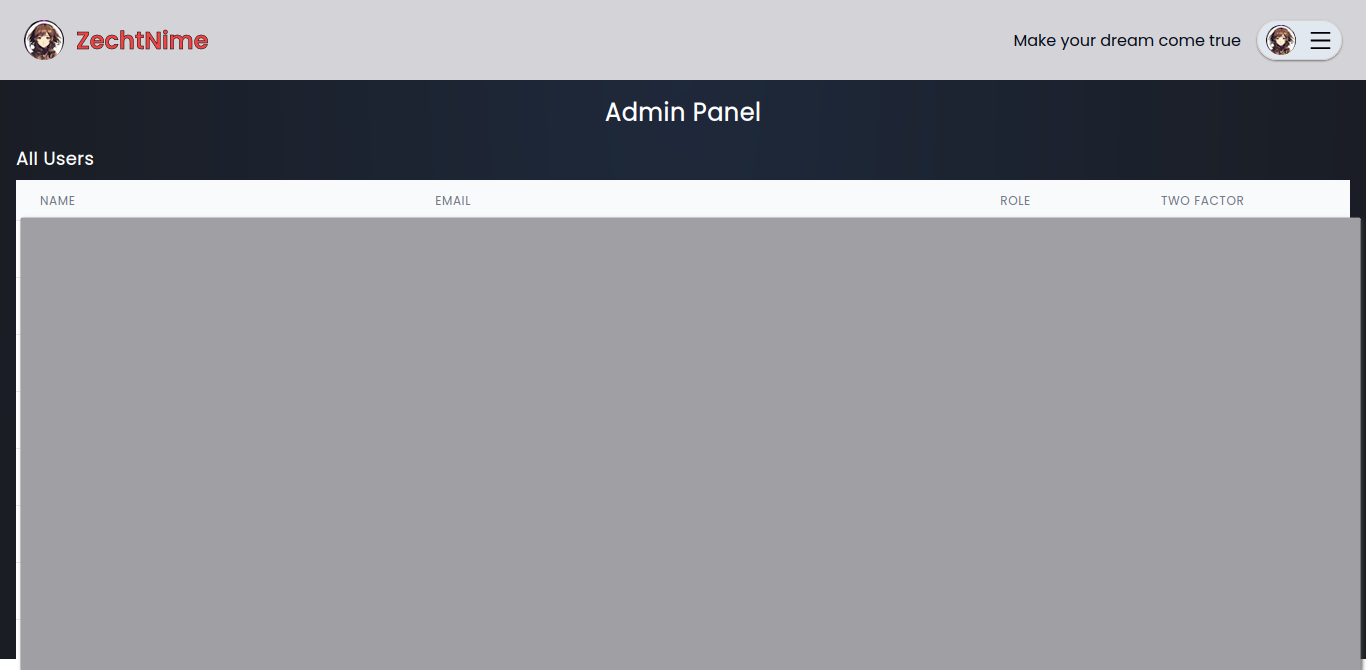 ZechtNime
Make your dream come true
Admin Panel
All Users
NAME EMAIL ROLE TWO FACTOR